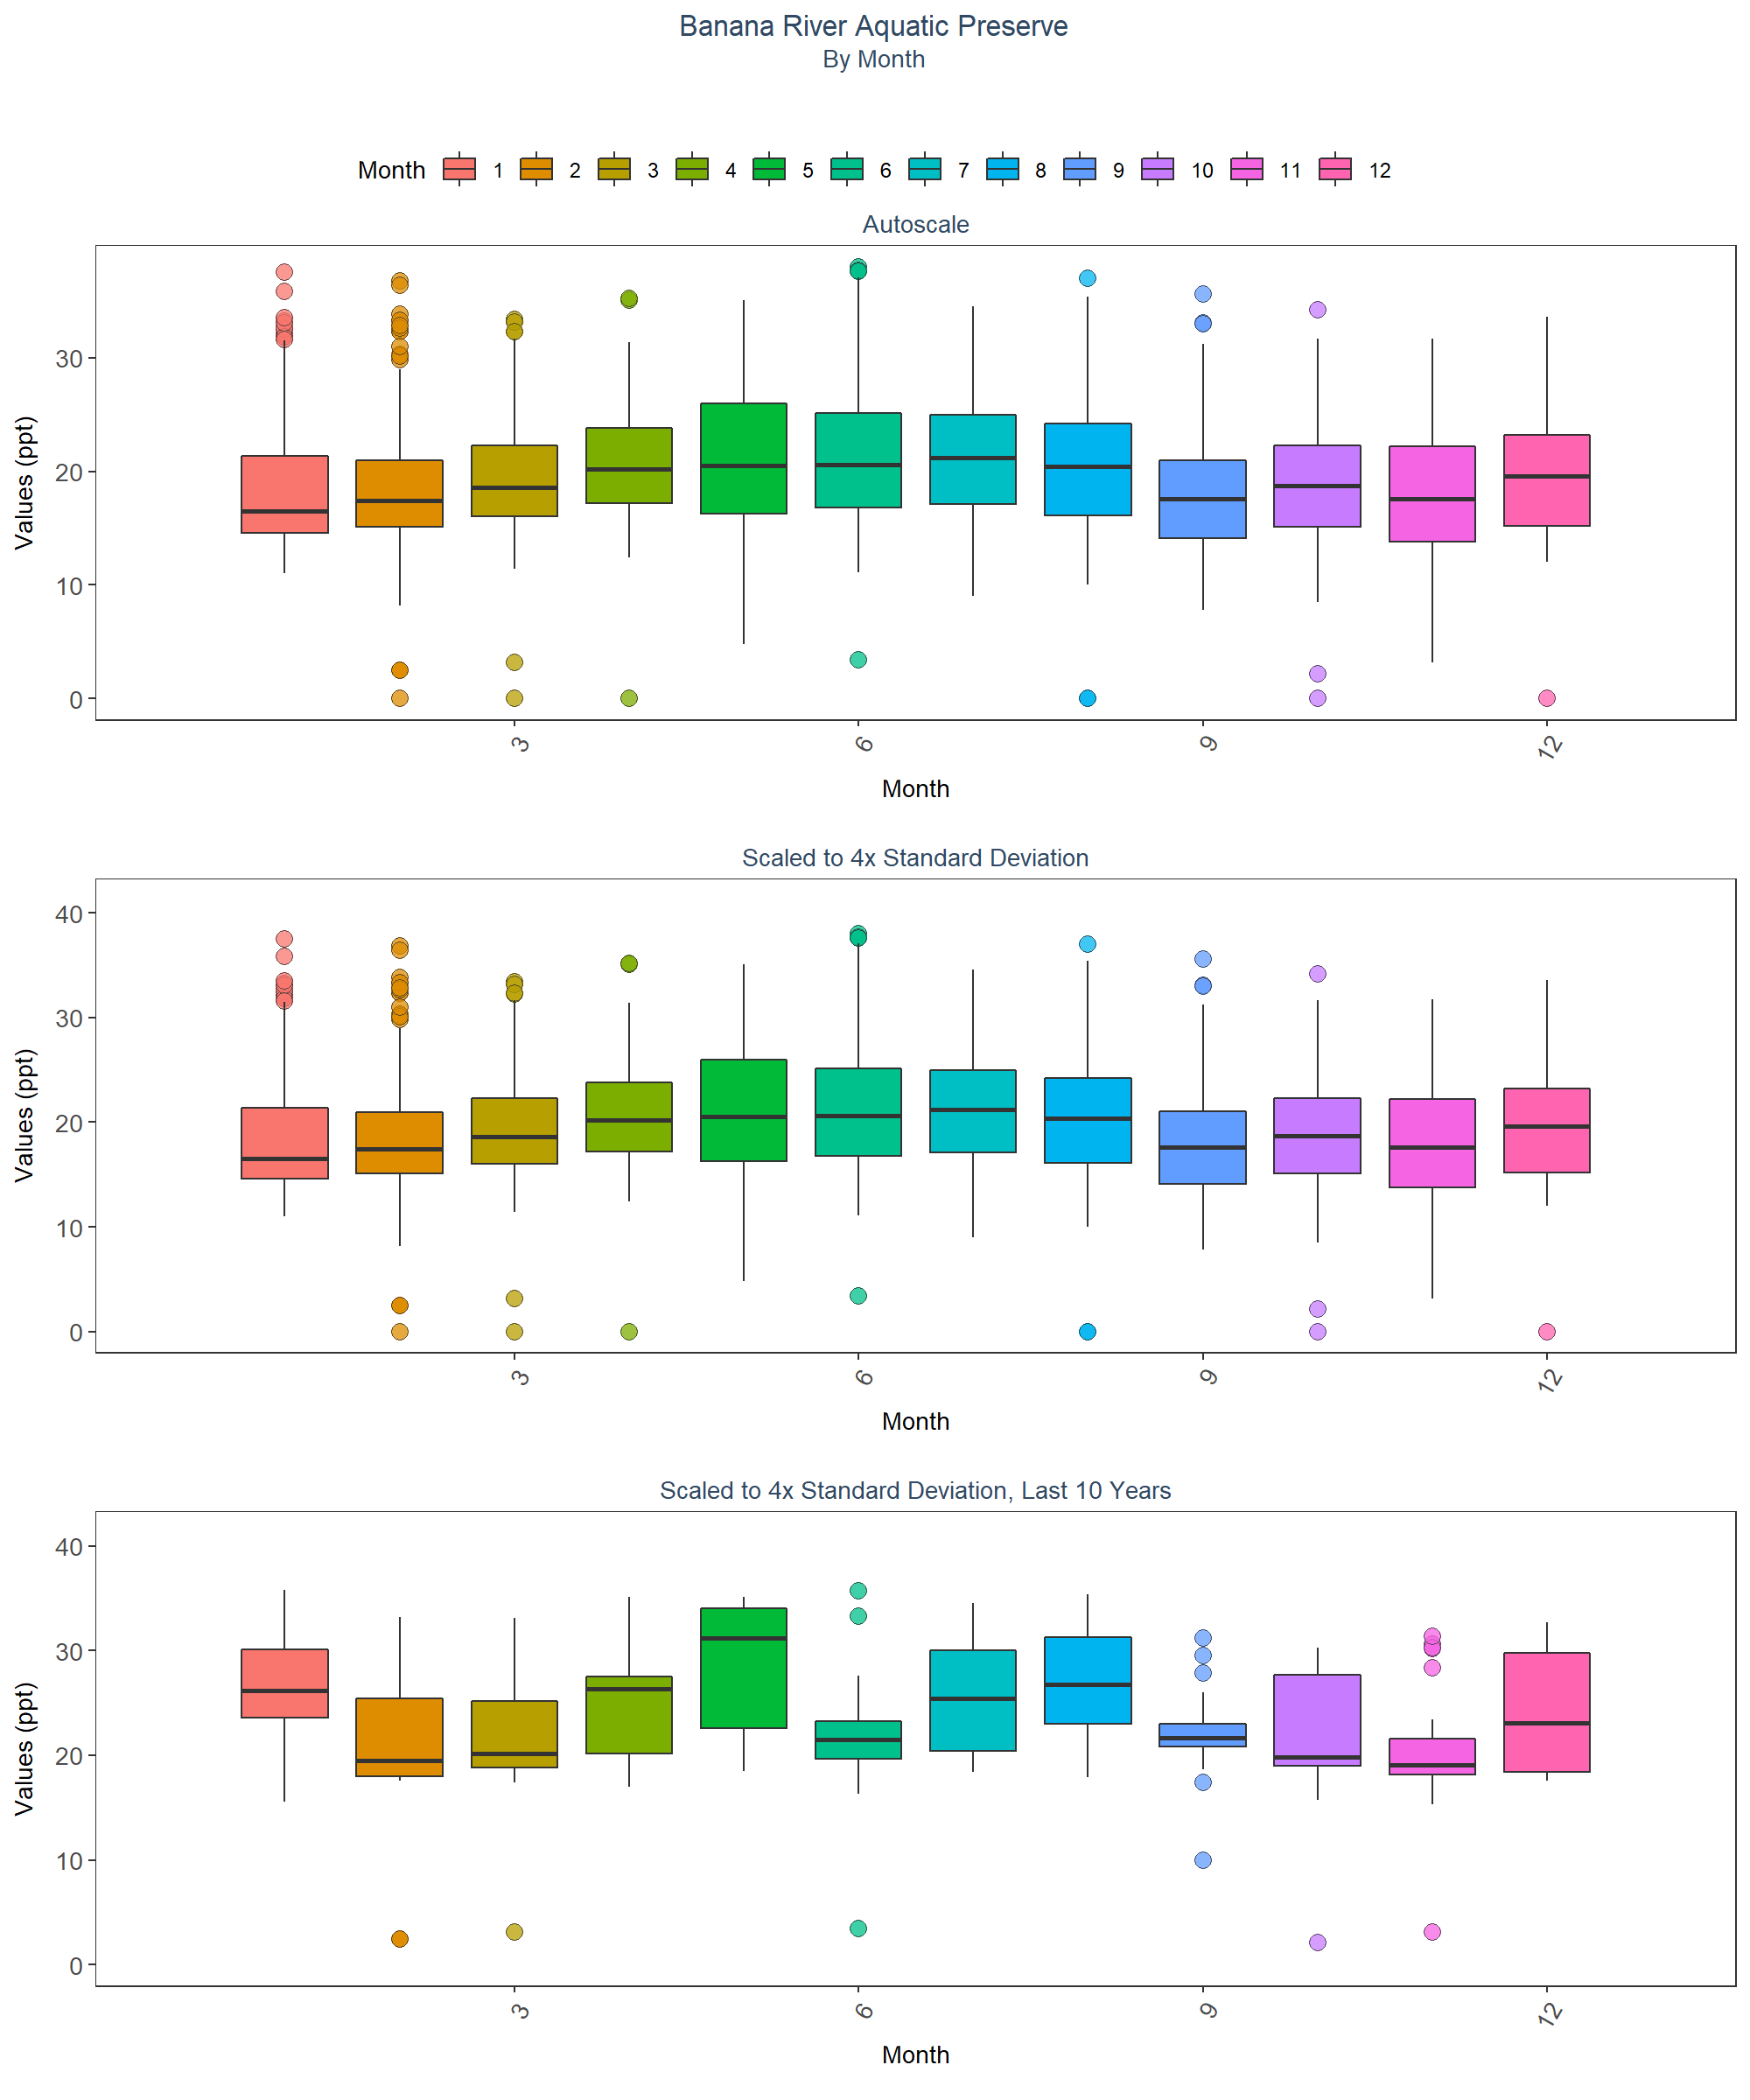 Banana River Aquatic Preserve
By Month
Month 1 2 3 4 5 6 7 8 9 10 11 12
Autoscale
Values (ppt)
30
20
10
0
3 6 9 12
Month
Scaled to 4x Standard Deviation
Values (ppt)
40
30
20
10
0
3 6 9 12
Month
Scaled to 4x Standard Deviation, Last 10 Years
Values (ppt)
40
30
20
10
0
3 6 9 12
Month